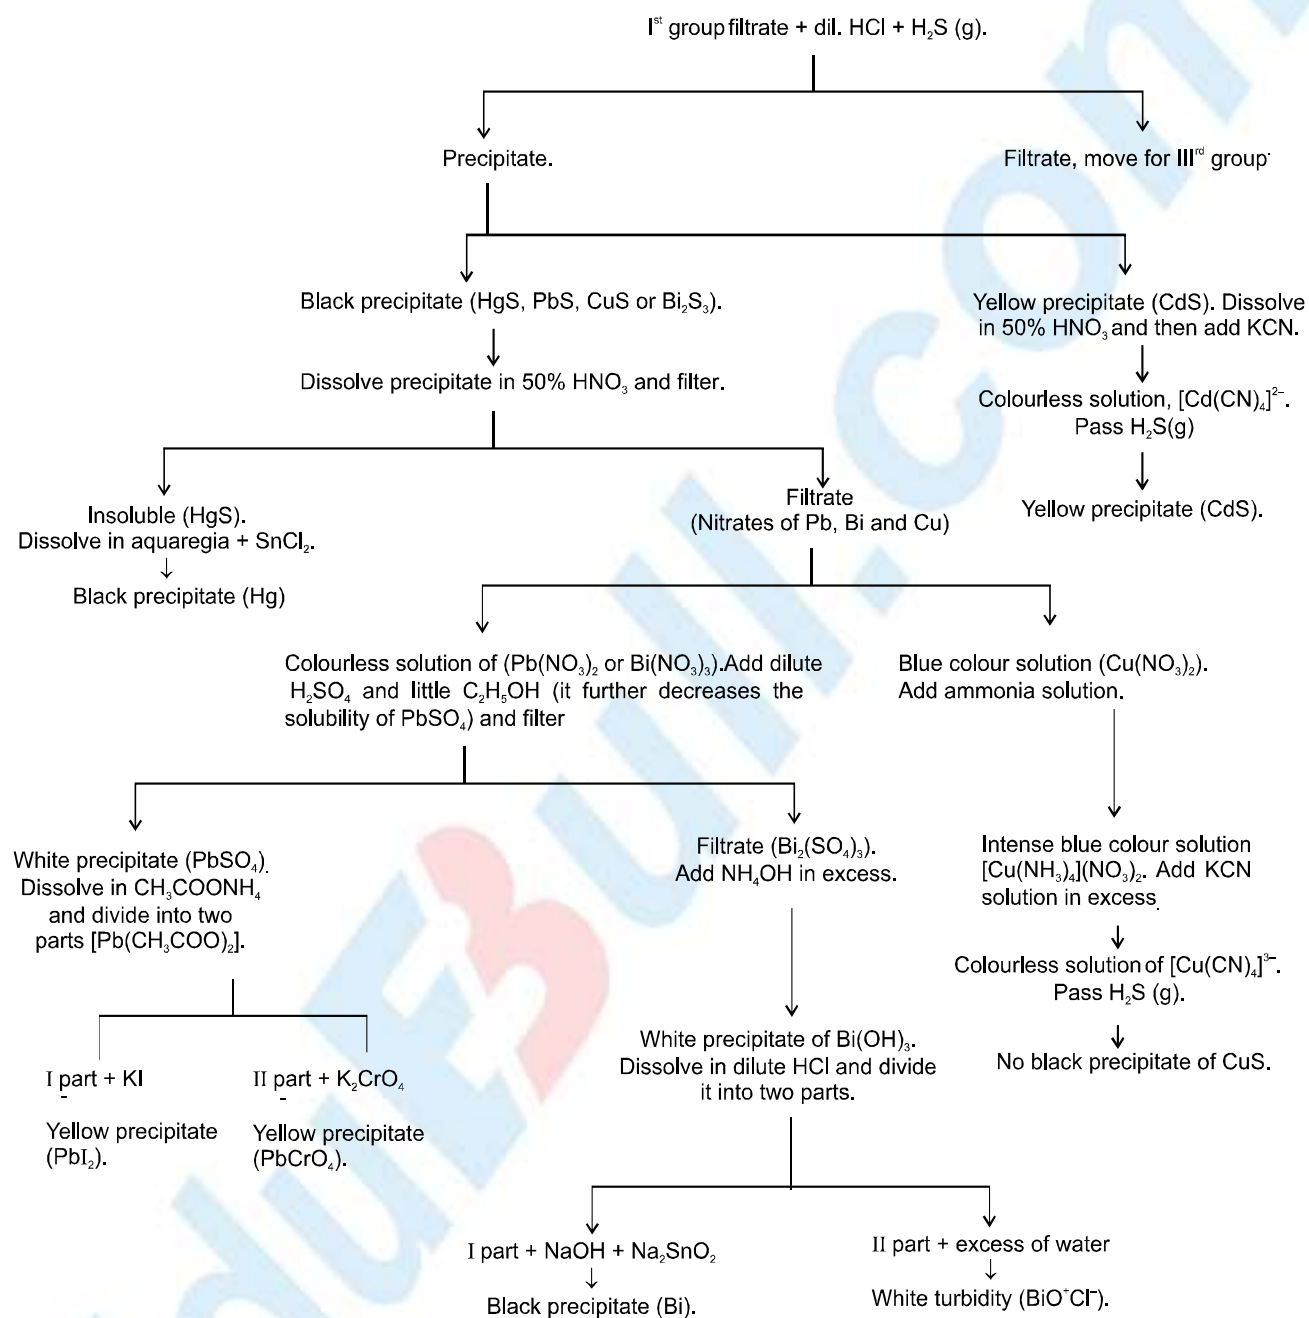 Iˢᵗ group filtrate + dil. HCl + H₂S (g).
Precipitate.
Filtrate, move for IIIʳᵈ group.
Black precipitate (HgS, PbS, CuS or Bi₂S₃).
Yellow precipitate (CdS). Dissolve
in 50% HNO₃ and then add KCN.
Dissolve precipitate in 50% HNO₃ and filter.
Colourless solution, [Cd(CN)₄]²⁻.
Pass H₂S(g)
Yellow precipitate (CdS).
Insoluble (HgS).
Dissolve in aquaregia + SnCl₂.
Black precipitate (Hg)
Filtrate
(Nitrates of Pb, Bi and Cu)
Colourless solution of (Pb(NO₃)₂ or Bi(NO₃)₃).Add dilute
H₂SO₄ and little C₂H₅OH (it further decreases the
solubility of PbSO₄) and filter
Blue colour solution (Cu(NO₃)₂).
Add ammonia solution.
White precipitate (PbSO₄).
Dissolve in CH₃COONH₄
and divide into two
parts [Pb(CH₃COO)₂].
Filtrate (Bi₂(SO₄)₃).
Add NH₄OH in excess.
Intense blue colour solution
[Cu(NH₃)₄](NO₃)₂. Add KCN
solution in excess.
Colourless solution of [Cu(CN)₄]³⁻.
Pass H₂S (g).
No black precipitate of CuS.
White precipitate of Bi(OH)₃.
Dissolve in dilute HCl and divide
it into two parts.
I part + KI
Yellow precipitate
(PbI₂).
II part + K₂CrO₄
Yellow precipitate
(PbCrO₄).
I part + NaOH + Na₂SnO₂
Black precipitate (Bi).
II part + excess of water
White turbidity (BiO⁺Cl⁻).
duE3ull.com